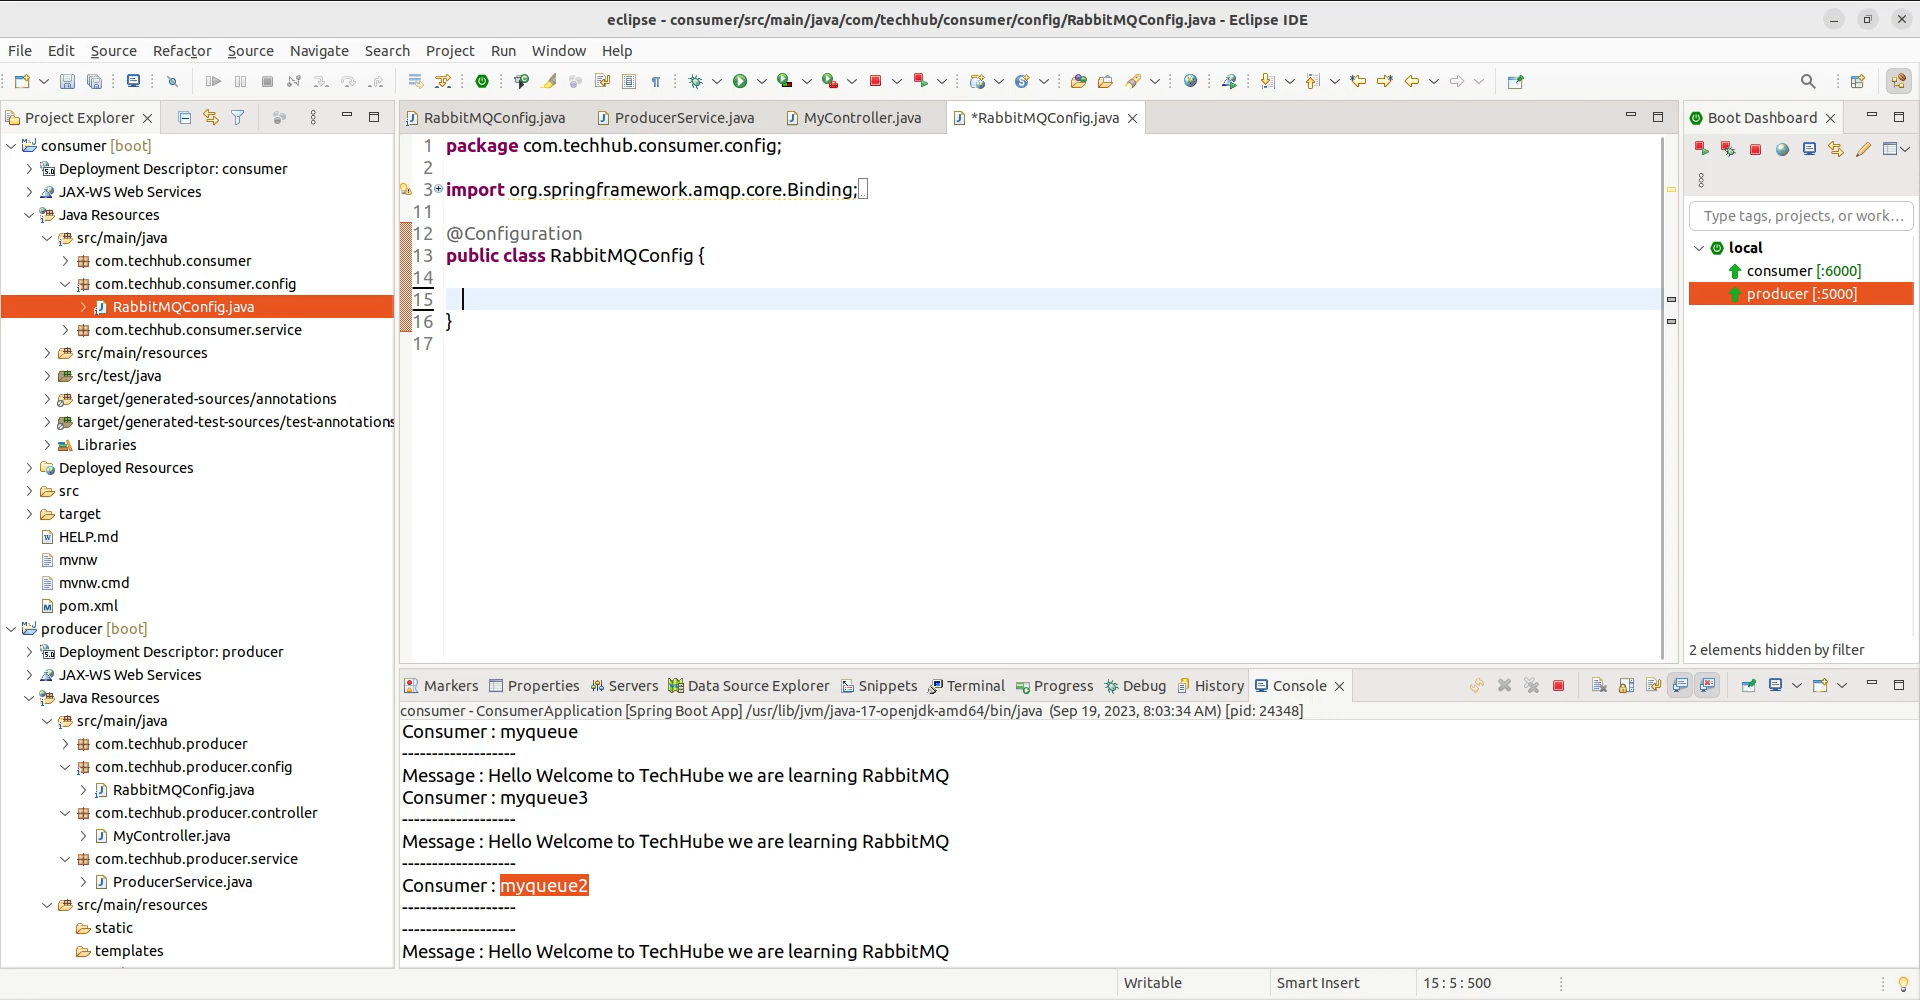 eclipse - consumer/src/main/java/com/techhub/consumer/config/RabbitMQConfig.java - Eclipse IDE
File Edit Source Refactor Source Navigate Search Project Run Window Help
Project Explorer
consumer [boot]
Deployment Descriptor: consumer
JAX-WS Web Services
Java Resources
src/main/java
com.techhub.consumer
com.techhub.consumer.config
RabbitMQConfig.java
com.techhub.consumer.service
src/main/resources
src/test/java
target/generated-sources/annotations
target/generated-test-sources/test-annotations
Libraries
Deployed Resources
src
target
HELP.md
mvnw
mvnw.cmd
pom.xml
producer [boot]
Deployment Descriptor: producer
JAX-WS Web Services
Java Resources
src/main/java
com.techhub.producer
com.techhub.producer.config
RabbitMQConfig.java
com.techhub.producer.controller
MyController.java
com.techhub.producer.service
ProducerService.java
src/main/resources
static
templates
RabbitMQConfig.java ProducerService.java MyController.java *RabbitMQConfig.java
1 package com.techhub.consumer.config;
2
3 import org.springframework.amqp.core.Binding;
11
12 @Configuration
13 public class RabbitMQConfig {
14
15
16 }
17
Boot Dashboard
Type tags, projects, or work...
local
consumer [:6000]
producer [:5000]
2 elements hidden by filter
Markers Properties Servers Data Source Explorer Snippets Terminal Progress Debug History Console
consumer - ConsumerApplication [Spring Boot App] /usr/lib/jvm/java-17-openjdk-amd64/bin/java (Sep 19, 2023, 8:03:34 AM) [pid: 24348]
Consumer : myqueue
-------------------
Message : Hello Welcome to TechHube we are learning RabbitMQ
Consumer : myqueue3
-------------------
Message : Hello Welcome to TechHube we are learning RabbitMQ
-------------------
Consumer : myqueue2
-------------------
-------------------
Message : Hello Welcome to TechHube we are learning RabbitMQ
Writable Smart Insert 15 : 5 : 500